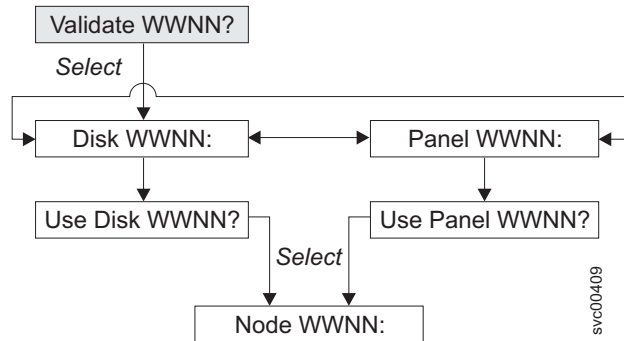 Validate WWNN?
Select
Disk WWNN:
Panel WWNN:
Use Disk WWNN?
Use Panel WWNN?
Select
Node WWNN:
svc00409